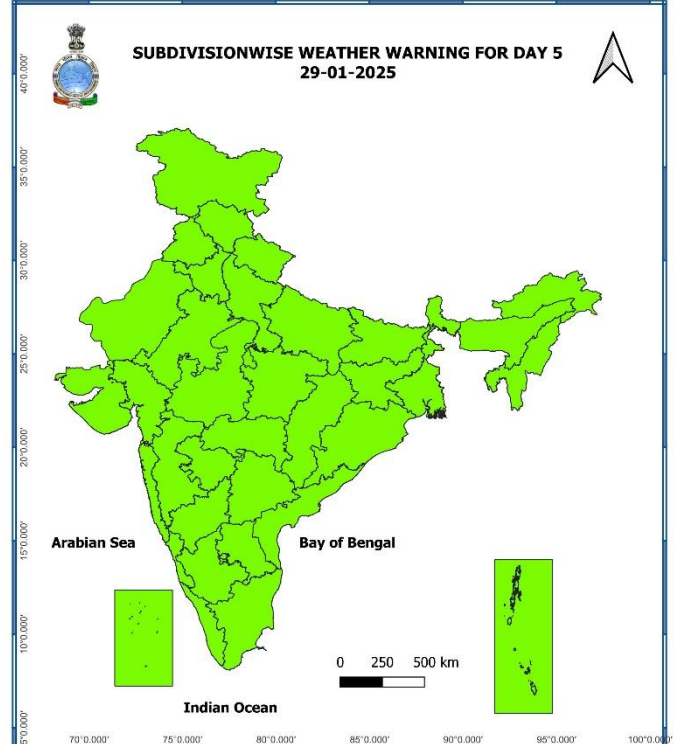 SUBDIVISIONWISE WEATHER WARNING FOR DAY 5
29-01-2025
40°0.000'
35°0.000'
30°0.000'
25°0.000'
20°0.000'
15°0.000'
10°0.000'
5°0.000'
Arabian Sea
Bay of Bengal
0 250 500 km
Indian Ocean
70°0.000' 75°0.000' 80°0.000' 85°0.000' 90°0.000' 95°0.000' 100°0.000'